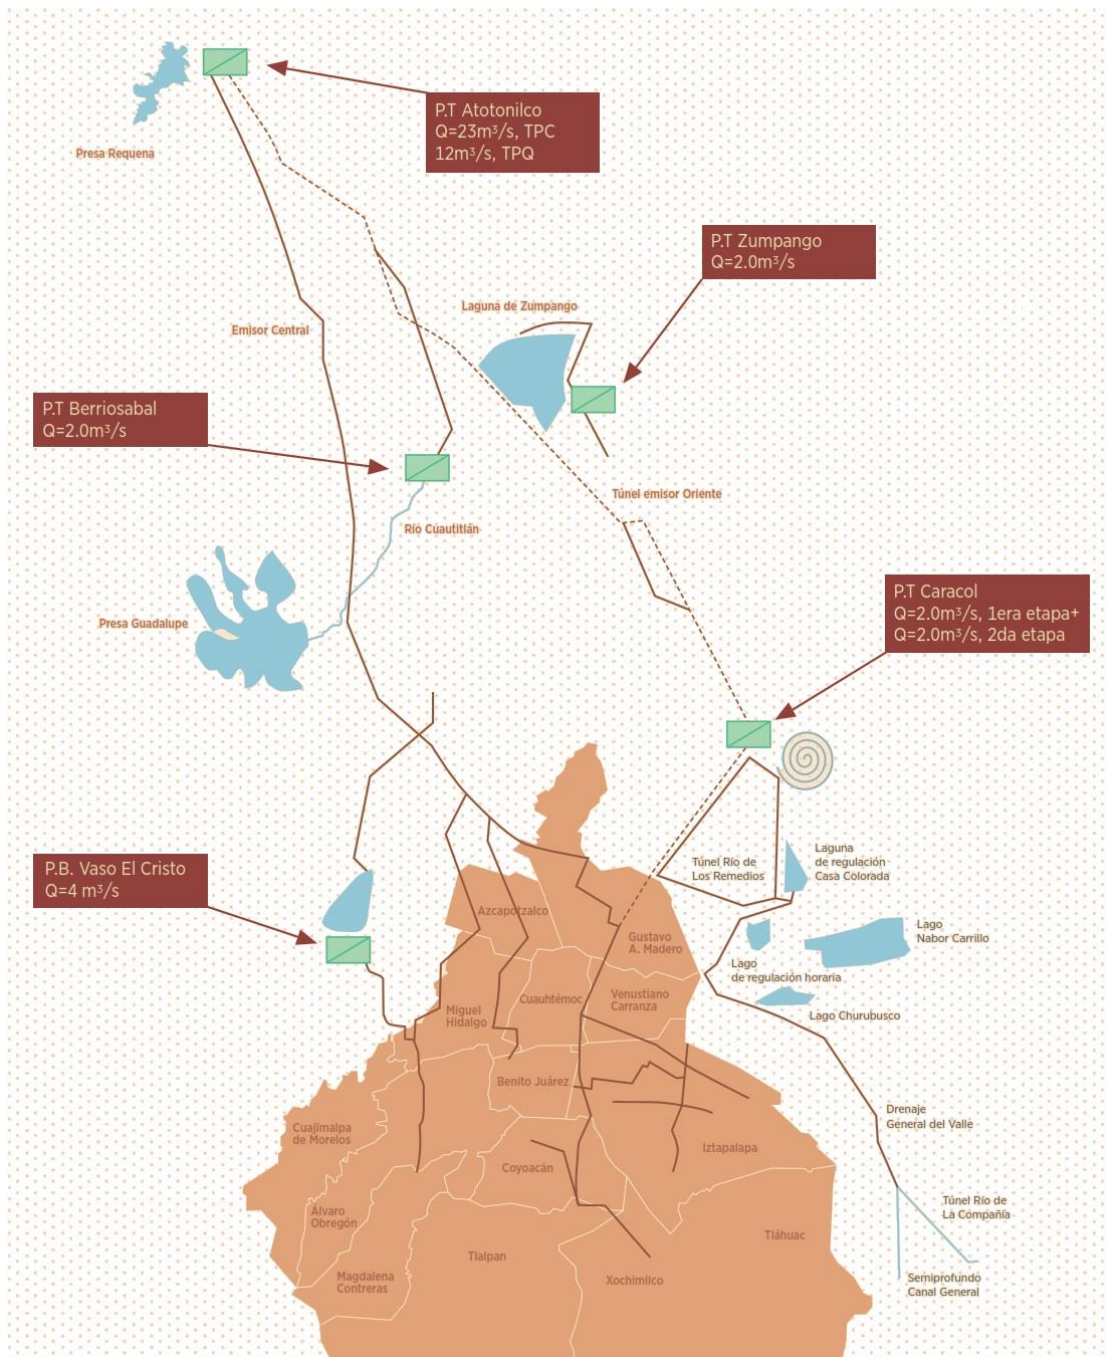 P.T Atotonilco
Q=23m³/s, TPC
12m³/s, TPQ
Presa Requena
P.T Zumpango
Q=2.0m³/s
Laguna de Zumpango
Emisor Central
P.T Berriosabal
Q=2.0m³/s
Túnel emisor Oriente
Río Cuautitlán
P.T Caracol
Q=2.0m³/s, 1era etapa+
Q=2.0m³/s, 2da etapa
Presa Guadalupe
P.B. Vaso El Cristo
Q=4 m³/s
Túnel Río de
Los Remedios
Laguna
de regulación
Casa Colorada
Azcapotzalco
Gustavo
A. Madero
Lago
Nabor Carrillo
Lago
de regulación horaria
Cuauhtémoc
Venustiano
Carranza
Miguel
Hidalgo
Lago Churubusco
Benito Juárez
Cuajimalpa
de Morelos
Drenaje
General del Valle
Iztapalapa
Coyoacán
Álvaro
Obregón
Túnel Río de
La Compañía
Tláhuac
Tlalpan
Magdalena
Contreras
Xochimilco
Semiprofundo
Canal General